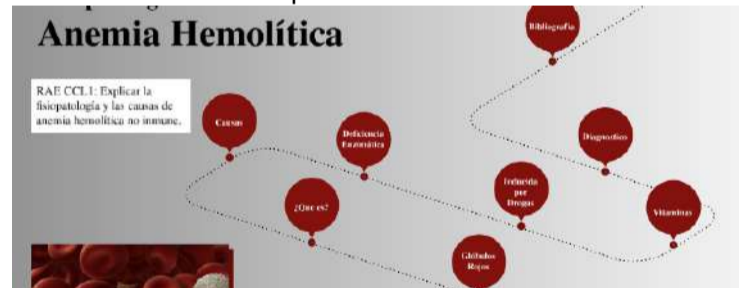 Anemia Hemolítica
RAE CCL1: Explicar la
fisiopatología y las causas de
anemia hemolítica no inmune.
Bibliografía
Causas
Deficiencia
Enzimática
Diagnostico
¿Que es?
Inducida
por
Drogas
Vitaminas
Glóbulos
Rojos